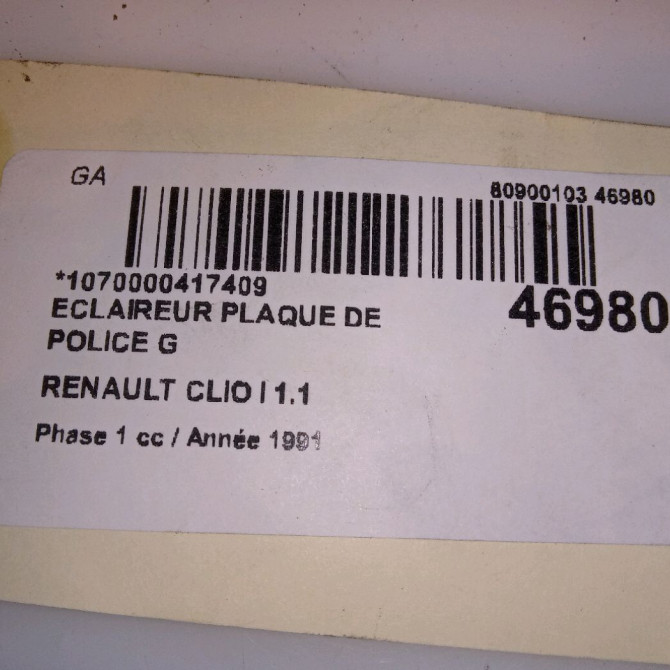 GA
80900103 46980
*1070000417409
46980
ECLAIREUR PLAQUE DE
POLICE G
RENAULT CLIO I 1.1
Phase 1 cc / Année 1991